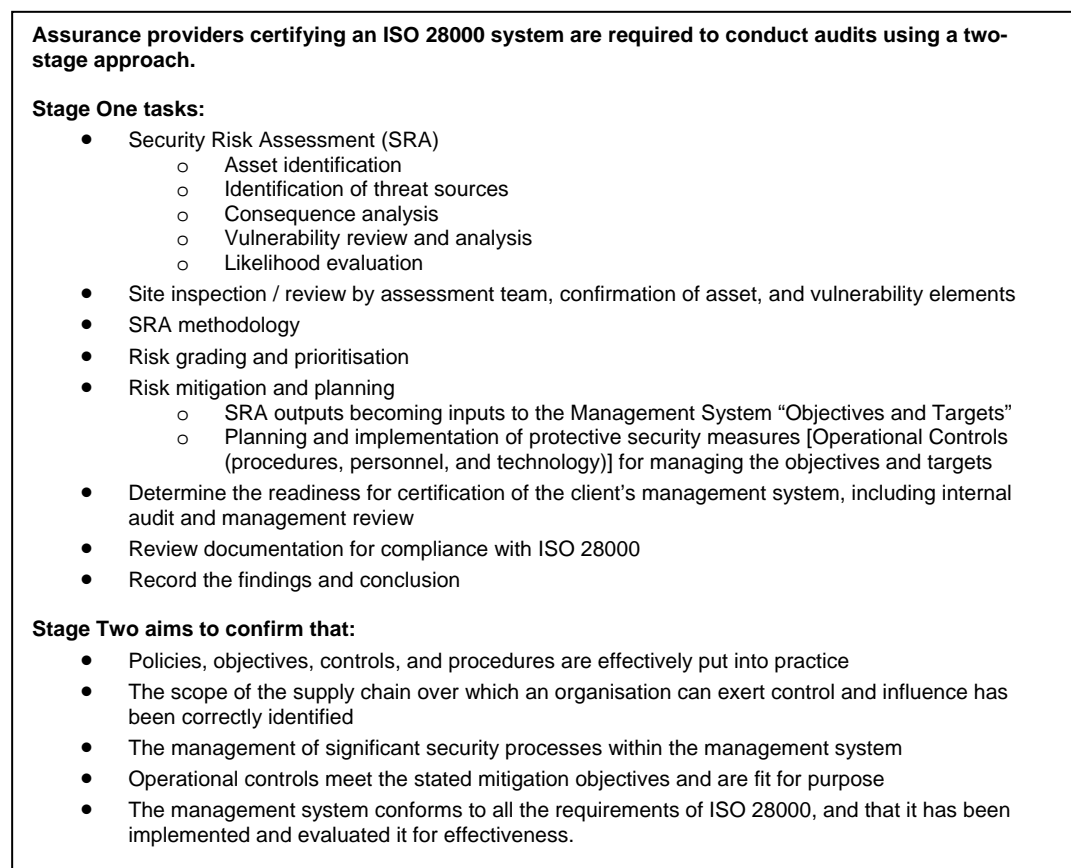 Assurance providers certifying an ISO 28000 system are required to conduct audits using a two-
stage approach.
Stage One tasks:
• Security Risk Assessment (SRA)
o Asset identification
o Identification of threat sources
o Consequence analysis
o Vulnerability review and analysis
o Likelihood evaluation
• Site inspection / review by assessment team, confirmation of asset, and vulnerability elements
• SRA methodology
• Risk grading and prioritisation
• Risk mitigation and planning
o SRA outputs becoming inputs to the Management System “Objectives and Targets”
o Planning and implementation of protective security measures [Operational Controls
(procedures, personnel, and technology)] for managing the objectives and targets
• Determine the readiness for certification of the client’s management system, including internal
audit and management review
• Review documentation for compliance with ISO 28000
• Record the findings and conclusion
Stage Two aims to confirm that:
• Policies, objectives, controls, and procedures are effectively put into practice
• The scope of the supply chain over which an organisation can exert control and influence has
been correctly identified
• The management of significant security processes within the management system
• Operational controls meet the stated mitigation objectives and are fit for purpose
• The management system conforms to all the requirements of ISO 28000, and that it has been
implemented and evaluated it for effectiveness.